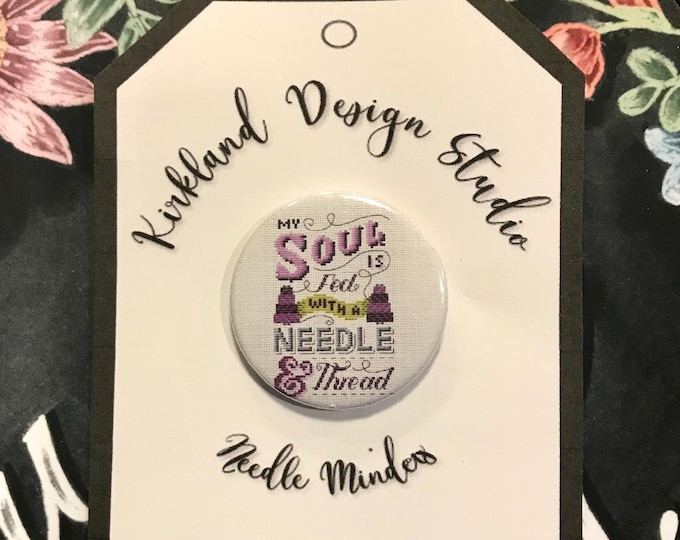 Kirkland Design Studio
MY
SOUL
IS
Fed
WITH A
NEEDLE
& Thread
Needle Minders